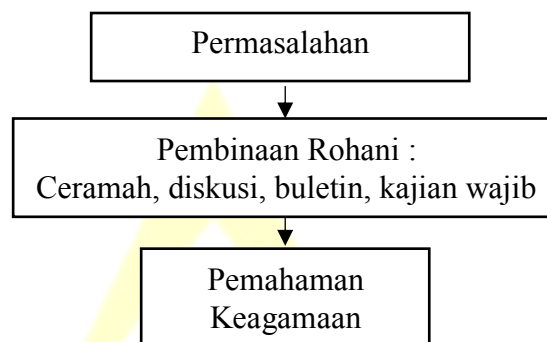 Permasalahan
Pembinaan Rohani :
Ceramah, diskusi, buletin, kajian wajib
Pemahaman
Keagamaan